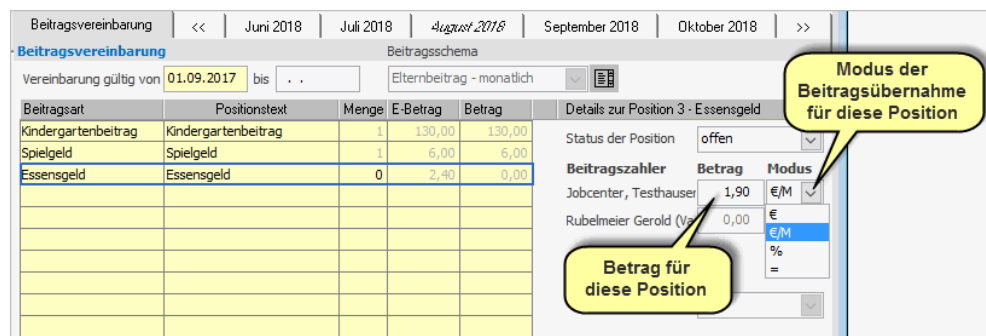 Beitragsvereinbarung << Juni 2018 Juli 2018 August 2018 September 2018 Oktober 2018 >>
Beitragsvereinbarung Beitragsschema
Vereinbarung gültig von 01.09.2017 bis . . Elternbeitrag - monatlich
Beitragsart Positionstext Menge E-Betrag Betrag Details zur Position 3 - Essensgeld
Kindergartenbeitrag Kindergartenbeitrag 1 130,00 130,00
Spielgeld Spielgeld 1 6,00 6,00
Essensgeld Essensgeld 0 2,40 0,00
Status der Position offen
Beitragszahler Betrag Modus
Jobcenter, Testhauser 1,90 €/M
Rubelmeier Gerold (Va 0,00
€
€/M
%
=
Modus der
Beitragsübernahme
für diese Position
Betrag für
diese Position